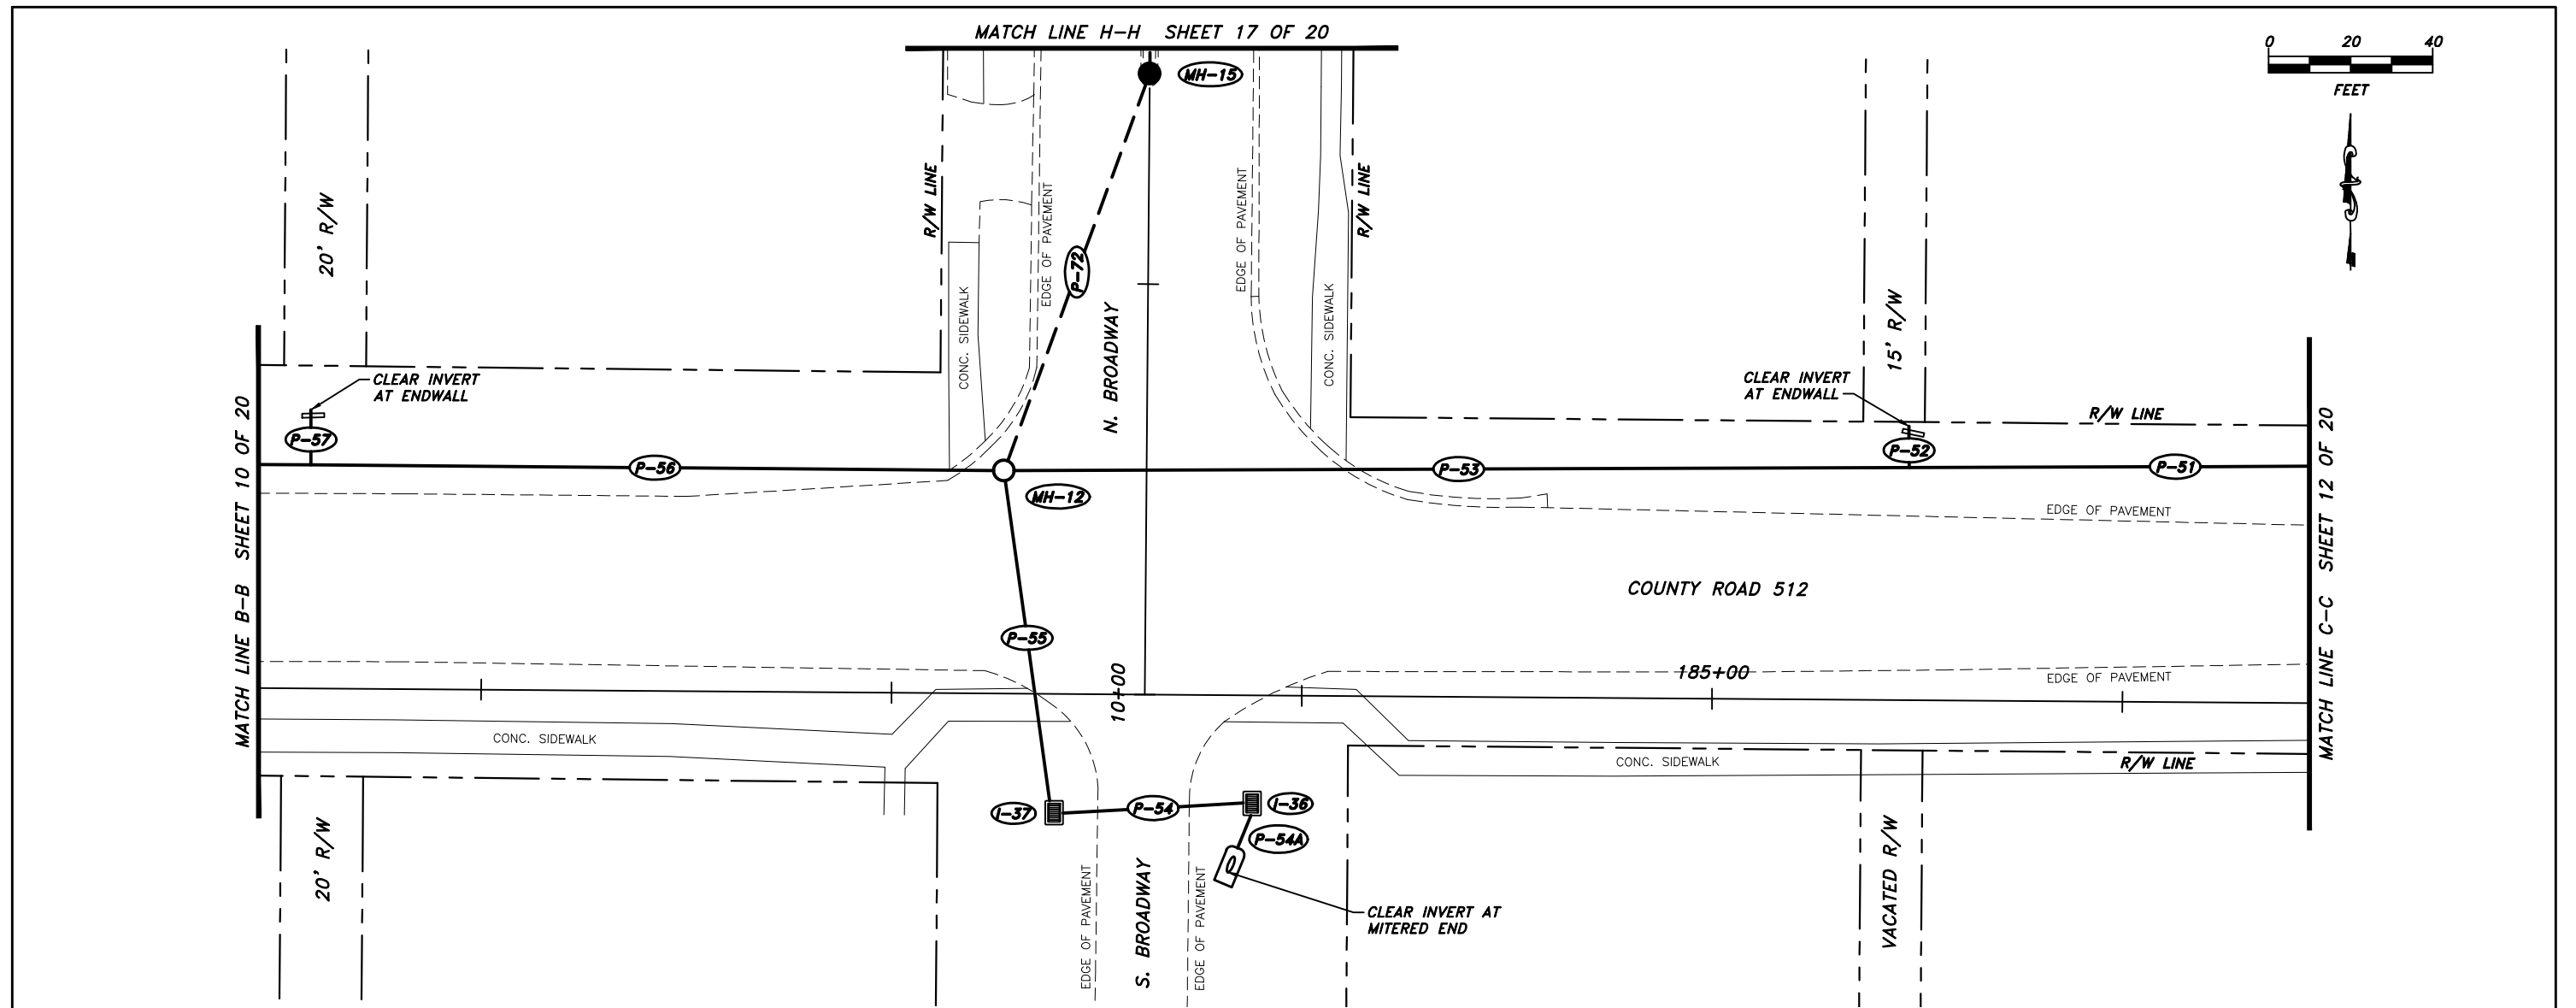 MATCH LINE H-H SHEET 17 OF 20
0 20 40
FEET
MH-15
R/W LINE
EDGE OF PAVEMENT
EDGE OF PAVEMENT
R/W LINE
20' R/W
P-72
CONC. SIDEWALK
N. BROADWAY
CONC. SIDEWALK
15' R/W
CLEAR INVERT
AT ENDWALL
CLEAR INVERT
AT ENDWALL
R/W LINE
P-57
P-56
P-53
P-52
P-51
MH-12
EDGE OF PAVEMENT
MATCH LINE B-B SHEET 10 OF 20
MATCH LINE C-C SHEET 12 OF 20
COUNTY ROAD 512
P-55
10+00
185+00
EDGE OF PAVEMENT
CONC. SIDEWALK
CONC. SIDEWALK
R/W LINE
I-37
P-54
I-36
P-54A
20' R/W
EDGE OF PAVEMENT
S. BROADWAY
EDGE OF PAVEMENT
CLEAR INVERT AT
MITERED END
VACATED R/W